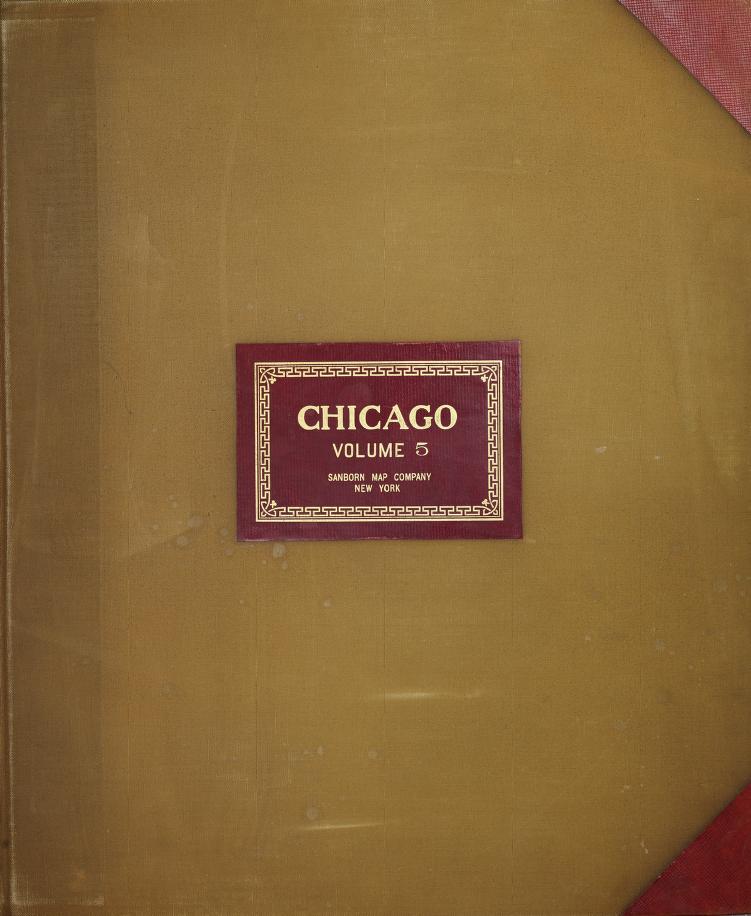 CHICAGO
VOLUME 5
SANBORN MAP COMPANY
NEW YORK